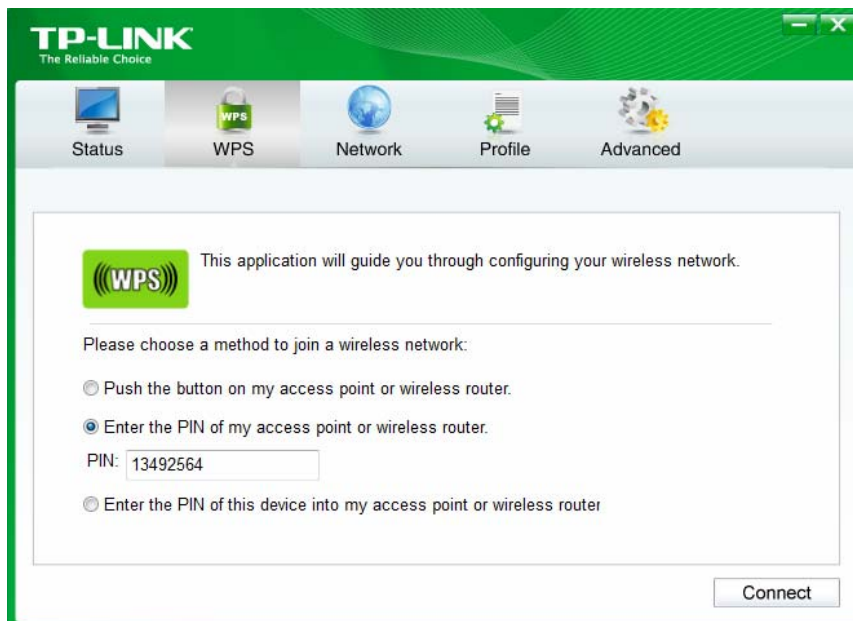 TP-LINK
The Reliable Choice
Status WPS Network Profile Advanced
WPS
(((WPS)))
This application will guide you through configuring your wireless network.
Please choose a method to join a wireless network:
Push the button on my access point or wireless router.
Enter the PIN of my access point or wireless router.
PIN: 13492564
Enter the PIN of this device into my access point or wireless router
Connect